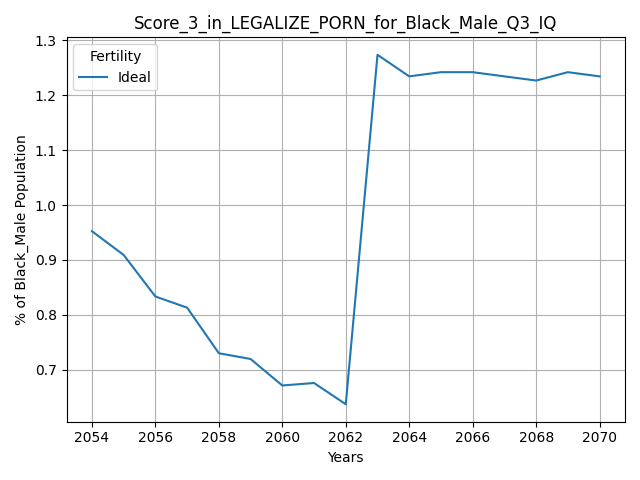 Score_3_in_LEGALIZE_PORN_for_Black_Male_Q3_IQ
Fertility
Ideal
% of Black_Male Population
1.3
1.2
1.1
1.0
0.9
0.8
0.7
2054 2056 2058 2060 2062 2064 2066 2068 2070
Years